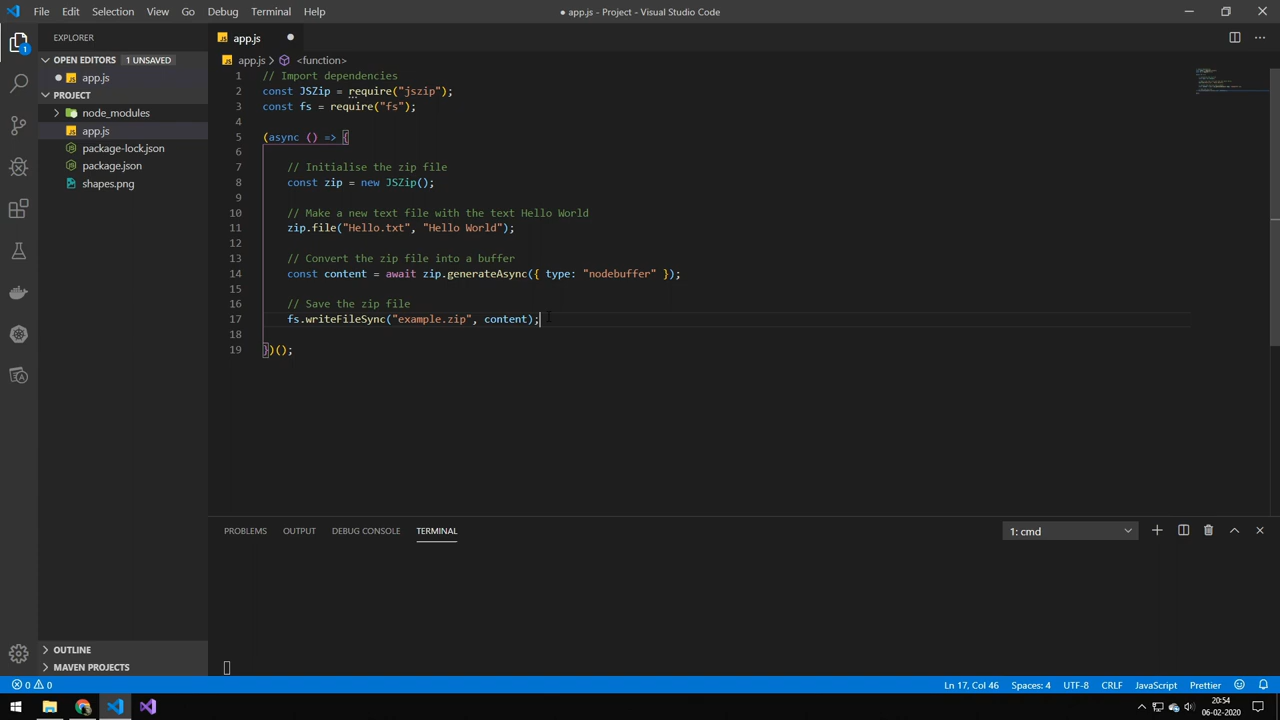 File Edit Selection View Go Debug Terminal Help
● app.js - Project - Visual Studio Code
EXPLORER
OPEN EDITORS 1 UNSAVED
● JS app.js
PROJECT
node_modules
JS app.js
package-lock.json
package.json
shapes.png
OUTLINE
MAVEN PROJECTS
1
JS app.js ●
JS app.js > <function>
1 // Import dependencies
2 const JSZip = require("jszip");
3 const fs = require("fs");
4
5 (async () => {
6
7 // Initialise the zip file
8 const zip = new JSZip();
9
10 // Make a new text file with the text Hello World
11 zip.file("Hello.txt", "Hello World");
12
13 // Convert the zip file into a buffer
14 const content = await zip.generateAsync({ type: "nodebuffer" });
15
16 // Save the zip file
17 fs.writeFileSync("example.zip", content);
18
19 })();
PROBLEMS OUTPUT DEBUG CONSOLE TERMINAL
1: cmd
0 0
Ln 17, Col 46 Spaces: 4 UTF-8 CRLF JavaScript Prettier
20:54
06-02-2020